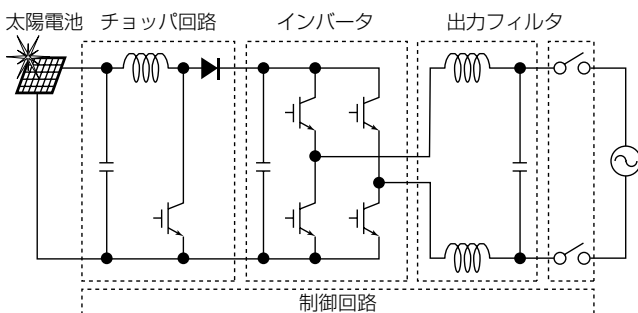 太陽電池
チョッパ回路
インバータ
出力フィルタ
制御回路